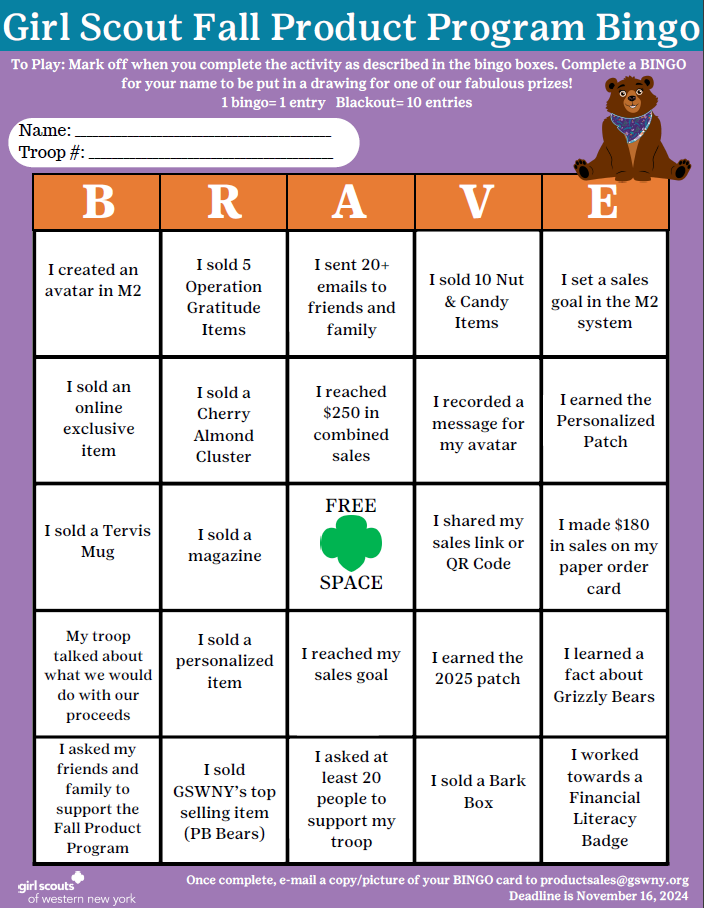 Girl Scout Fall Product Program Bingo
To Play: Mark off when you complete the activity as described in the bingo boxes. Complete a BINGO
for your name to be put in a drawing for one of our fabulous prizes!
1 bingo= 1 entry Blackout= 10 entries
Name: ____________________________
Troop #: ___________________________
B R A V E
I created an
avatar in M2
I sold 5
Operation
Gratitude
Items
I sent 20+
emails to
friends and
family
I sold 10 Nut
& Candy
Items
I set a sales
goal in the M2
system
I sold an
online
exclusive
item
I sold a
Cherry
Almond
Cluster
I reached
$250 in
combined
sales
I recorded a
message for
my avatar
I earned the
Personalized
Patch
I sold a Tervis
Mug
I sold a
magazine
FREE
SPACE
I shared my
sales link or
QR Code
I made $180
in sales on my
paper order
card
My troop
talked about
what we would
do with our
proceeds
I sold a
personalized
item
I reached my
sales goal
I earned the
2025 patch
I learned a
fact about
Grizzly Bears
I asked my
friends and
family to
support the
Fall Product
Program
I sold
GSWNY's top
selling item
(PB Bears)
I asked at
least 20
people to
support my
troop
I sold a Bark
Box
I worked
towards a
Financial
Literacy
Badge
girl scouts
of western new york
Once complete, e-mail a copy/picture of your BINGO card to productsales@gswny.org
Deadline is November 16, 2024